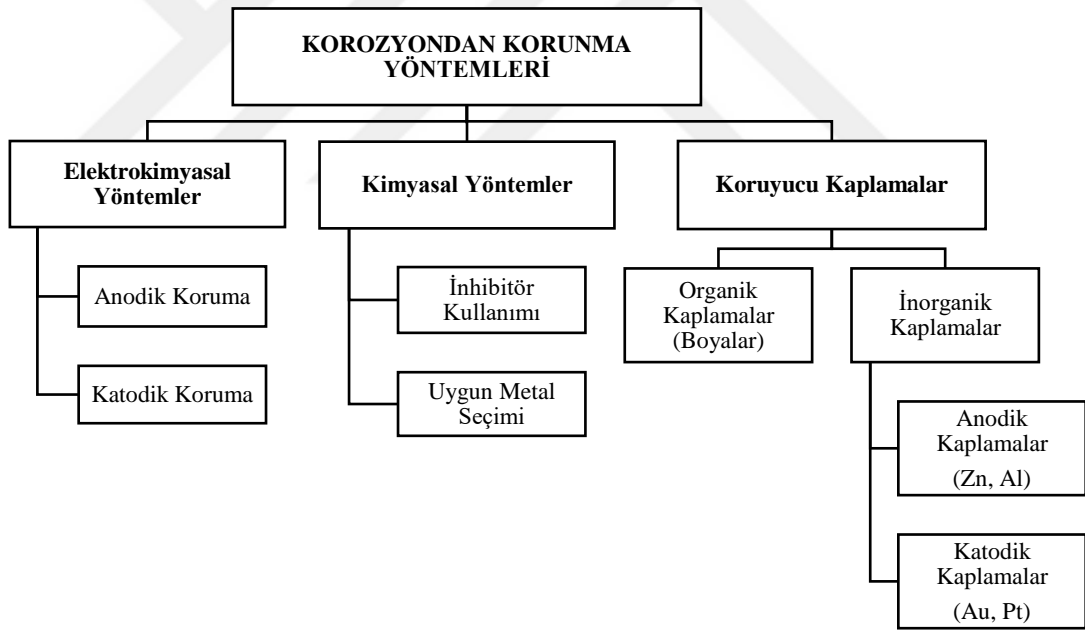 KOROZYONDAN KORUNMA
YÖNTEMLERİ
Elektrokimyasal
Yöntemler
Anodik Koruma
Katodik Koruma
Kimyasal Yöntemler
İnhibitör
Kullanımı
Uygun Metal
Seçimi
Koruyucu Kaplamalar
Organik
Kaplamalar
(Boyalar)
İnorganik
Kaplamalar
Anodik
Kaplamalar
(Zn, Al)
Katodik
Kaplamalar
(Au, Pt)